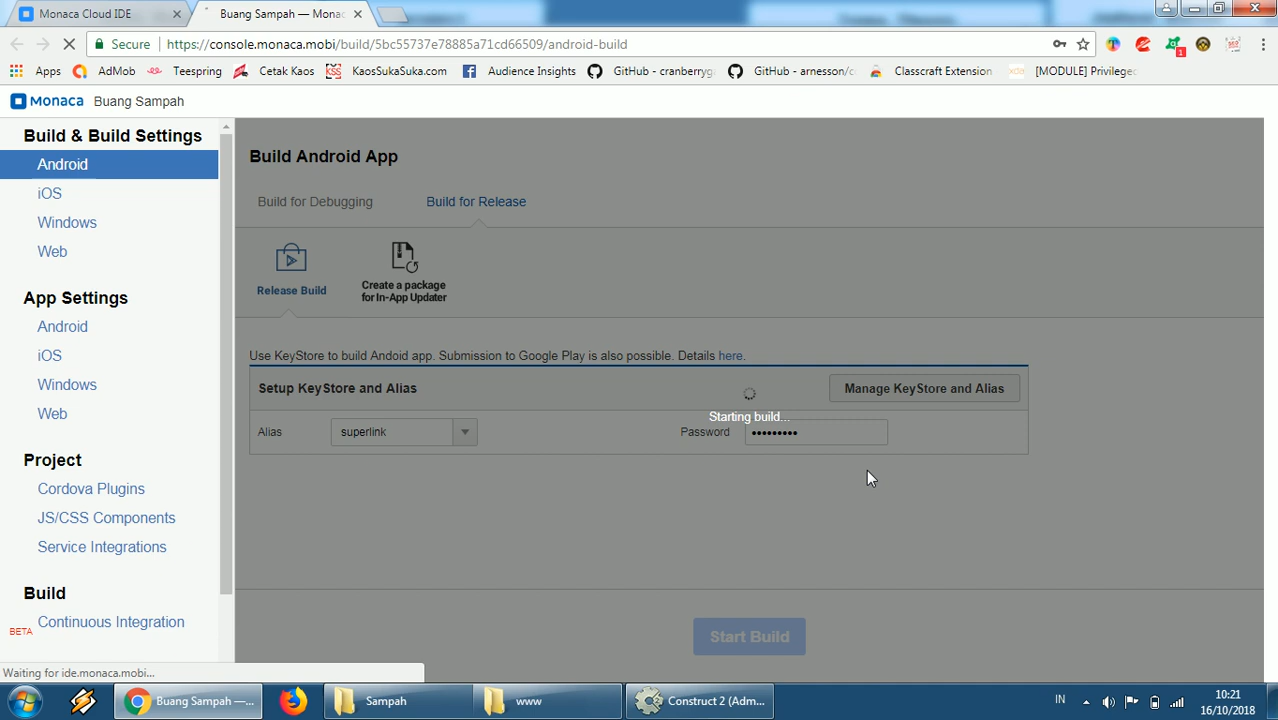 Monaca Cloud IDE
Buang Sampah — Monac
Secure
https://console.monaca.mobi/build/5bc55737e78885a71cd66509/android-build
1
Apps
AdMob
Teespring
Cetak Kaos
KaosSukaSuka.com
Audience Insights
GitHub - cranberryg
GitHub - arnesson/c
Classcraft Extension
[MODULE] Privileged
Monaca
Buang Sampah
Build & Build Settings
Android
iOS
Windows
Web
App Settings
Android
iOS
Windows
Web
Project
Cordova Plugins
JS/CSS Components
Service Integrations
Build
Continuous Integration
BETA
Build Android App
Build for Debugging
Build for Release
Release Build
Create a package
for In-App Updater
Use KeyStore to build Andoid app. Submission to Google Play is also possible. Details here.
Setup KeyStore and Alias
Manage KeyStore and Alias
Starting build...
Alias
superlink
Password
•••••••••
Start Build
Waiting for ide.monaca.mobi...
Buang Sampah —...
Sampah
www
Construct 2 (Adm...
IN
10:21
16/10/2018